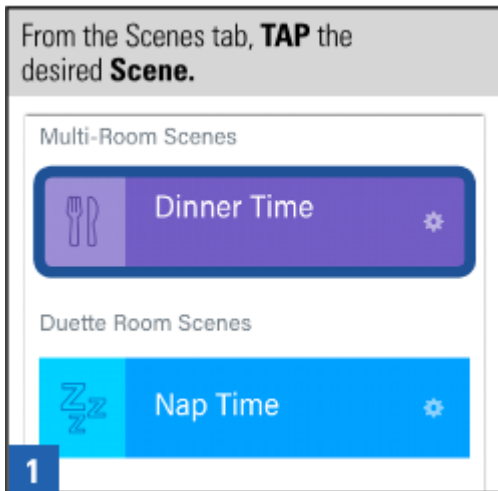 From the Scenes tab, TAP the
desired Scene.
Multi-Room Scenes
Dinner Time
Duette Room Scenes
Zzz
Nap Time
1